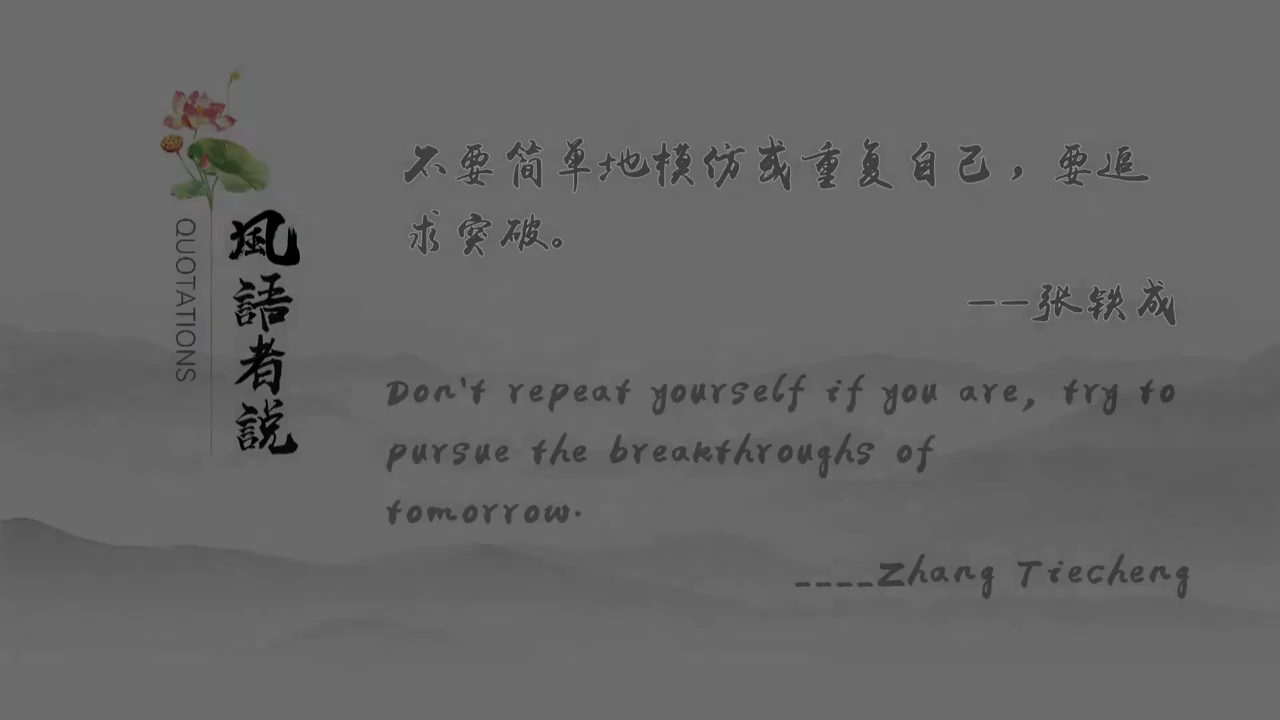 QUOTATIONS
風語者說
不要简单地模仿或重复自己，要追
求突破。
——张铁成
Don't repeat yourself if you are, try to
pursue the breakthroughs of
tomorrow.
____Zhang Tiecheng